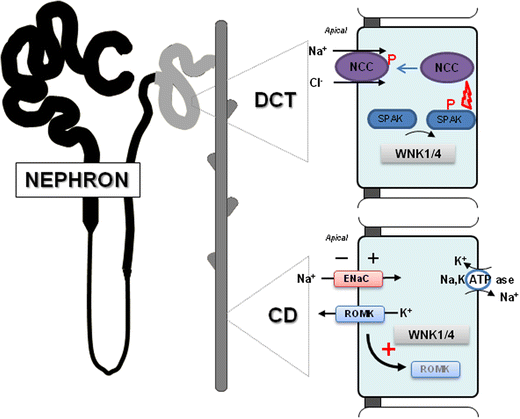 Apical
Na+
Cl-
NCC
P
NCC
P
SPAK
SPAK
WNK1/4
DCT
NEPHRON
Apical
− +
Na+
ENaC
K+
Na,K ATP ase
Na+
ROMK
K+
CD
WNK1/4
+
ROMK